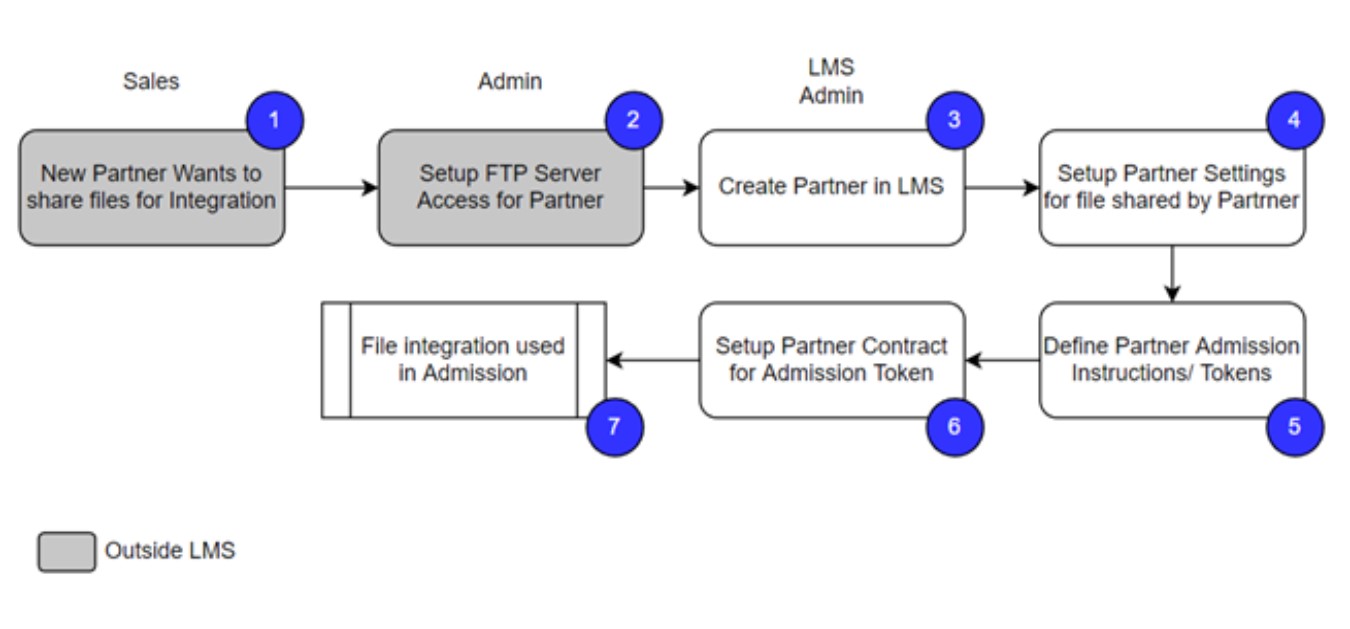 Sales
Admin
LMS
Admin
1
2
3
4
New Partner Wants to
share files for Integration
Setup FTP Server
Access for Partner
Create Partner in LMS
Setup Partner Settings
for file shared by Partrner
File integration used
in Admission
Setup Partner Contract
for Admission Token
Define Partner Admission
Instructions/ Tokens
7
6
5
Outside LMS